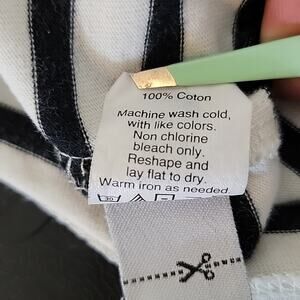 100% Coton
Machine wash cold,
with like colors.
Non chlorine
bleach only.
Reshape and
lay flat to dry.
Warm iron as needed